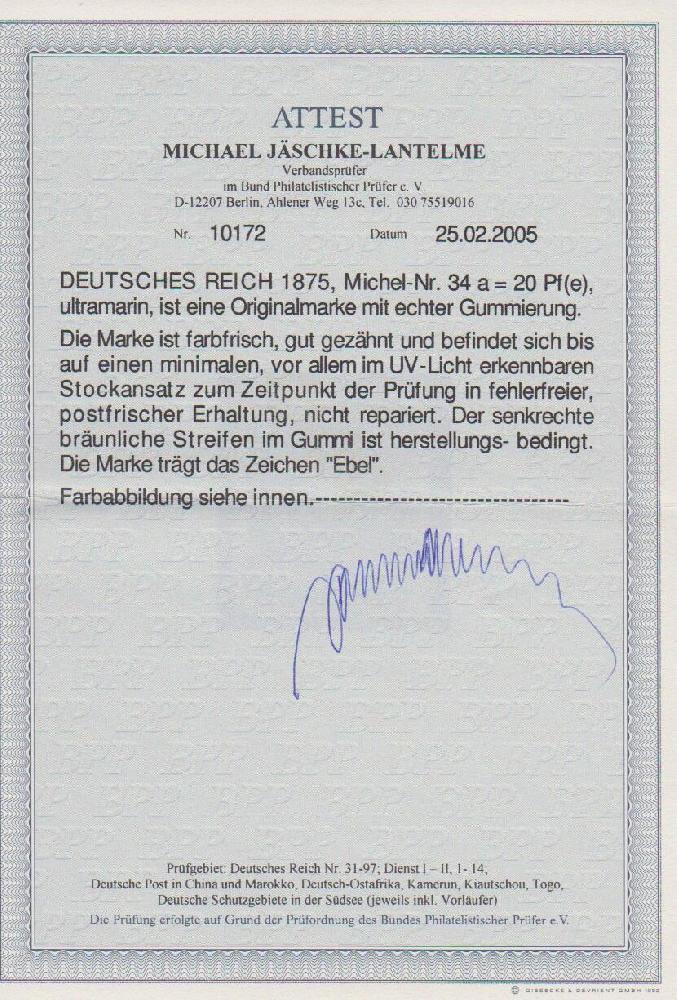 ATTEST
MICHAEL JÄSCHKE-LANTELME
Verbandsprüfer
im Bund Philatelistischer Prüfer e. V.
D-12207 Berlin, Ahlener Weg 13c, Tel. 030 75519016
Nr. 10172 Datum 25.02.2005
DEUTSCHES REICH 1875, Michel-Nr. 34 a = 20 Pf(e),
ultramarin, ist eine Originalmarke mit echter Gummierung.
Die Marke ist farbfrisch, gut gezähnt und befindet sich bis
auf einen minimalen, vor allem im UV-Licht erkennbaren
Stockansatz zum Zeitpunkt der Prüfung in fehlerfreier,
postfrischer Erhaltung, nicht repariert. Der senkrechte
bräunliche Streifen im Gummi ist herstellungs- bedingt.
Die Marke trägt das Zeichen "Ebel".
Farbabbildung siehe innen.---------------------------------
Prüfgebiet: Deutsches Reich Nr. 31-97; Dienst I – II, 1- 14,
Deutsche Post in China und Marokko, Deutsch-Ostafrika, Kamerun, Kiautschou, Togo,
Deutsche Schutzgebiete in der Südsee (jeweils inkl. Vorläufer)
Die Prüfung erfolgte auf Grund der Prüfordnung des Bundes Philatelistischer Prüfer e.V.
© GIESECKE & DEVRIENT GMBH